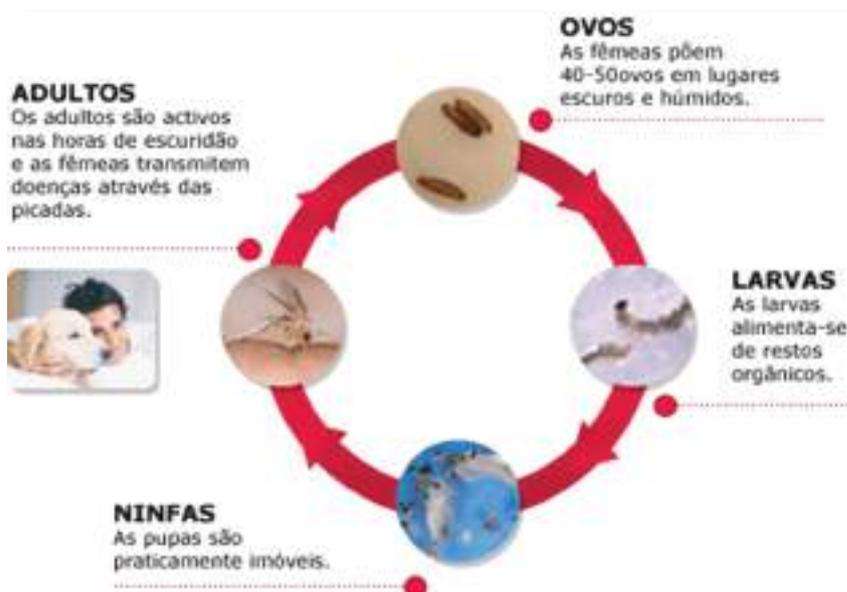 OVOS
As fêmeas põem
40-50ovos em lugares
escuros e húmidos.
ADULTOS
Os adultos são activos
nas horas de escuridão
e as fêmeas transmitem
doenças através das
picadas.
LARVAS
As larvas
alimenta-se
de restos
orgânicos.
NINFAS
As pupas são
praticamente imóveis.